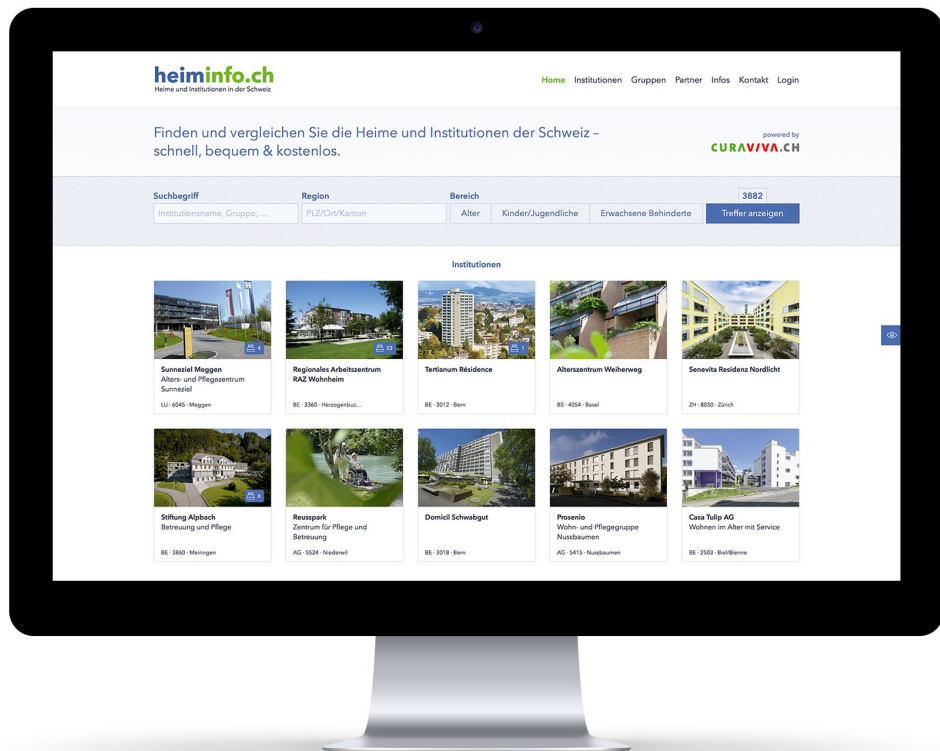 heiminfo.ch
Heime und Institutionen in der Schweiz
Home Institutionen Gruppen Partner Infos Kontakt Login
Finden und vergleichen Sie die Heime und Institutionen der Schweiz –
schnell, bequem & kostenlos.
powered by
CURAVIVA.CH
Suchbegriff Region Bereich 3882
Institutionsname, Gruppe, ... PLZ/Ort/Kanton Alter Kinder/Jugendliche Erwachsene Behinderte Treffer anzeigen
Institutionen
4
Sunneziel Meggen
Alters- und Pflegezentrum
Sunneziel
LU - 6045 - Meggen
23
Regionales Arbeitszentrum
RAZ Wohnheim
BE - 3360 - Herzogenbuc...
1
Tertianum Résidence
BE - 3012 - Bern
Alterszentrum Weiherweg
BS - 4054 - Basel
Senevita Residenz Nordlicht
ZH - 8050 - Zürich
6
Stiftung Alpbach
Betreuung und Pflege
BE - 3860 - Meiringen
Reusspark
Zentrum für Pflege und
Betreuung
AG - 5524 - Niederwil
Domicil Schwabgut
BE - 3018 - Bern
Prosenio
Wohn- und Pflegegruppe
Nussbaumen
AG - 5415 - Nussbaumen
Casa Tulip AG
Wohnen im Alter mit Service
BE - 2503 - Biel/Bienne